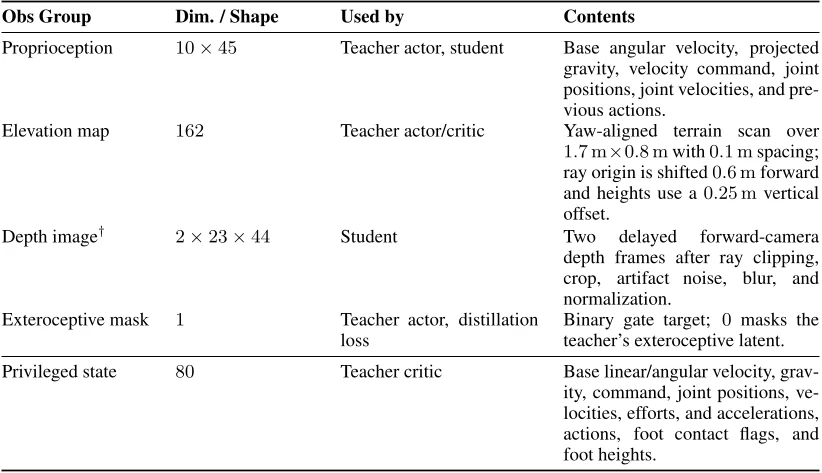 Obs Group Dim. / Shape Used by Contents
Proprioception 10 × 45 Teacher actor, student Base angular velocity, projected
gravity, velocity command, joint
positions, joint velocities, and pre-
vious actions.
Elevation map 162 Teacher actor/critic Yaw-aligned terrain scan over
1.7 m×0.8 m with 0.1 m spacing;
ray origin is shifted 0.6 m forward
and heights use a 0.25 m vertical
offset.
Depth image† 2 × 23 × 44 Student Two delayed forward-camera
depth frames after ray clipping,
crop, artifact noise, blur, and
normalization.
Exteroceptive mask 1 Teacher actor, distillation Binary gate target; 0 masks the
loss teacher's exteroceptive latent.
Privileged state 80 Teacher critic Base linear/angular velocity, grav-
ity, command, joint positions, ve-
locities, efforts, and accelerations,
actions, foot contact flags, and
foot heights.